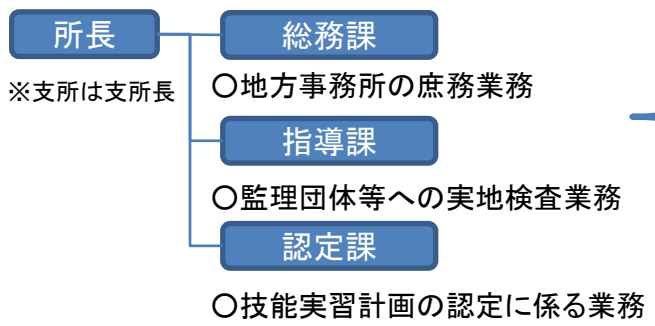 所長
総務課
※支所は支所長
〇地方事務所の庶務業務
指導課
〇監理団体等への実地検査業務
認定課
〇技能実習計画の認定に係る業務